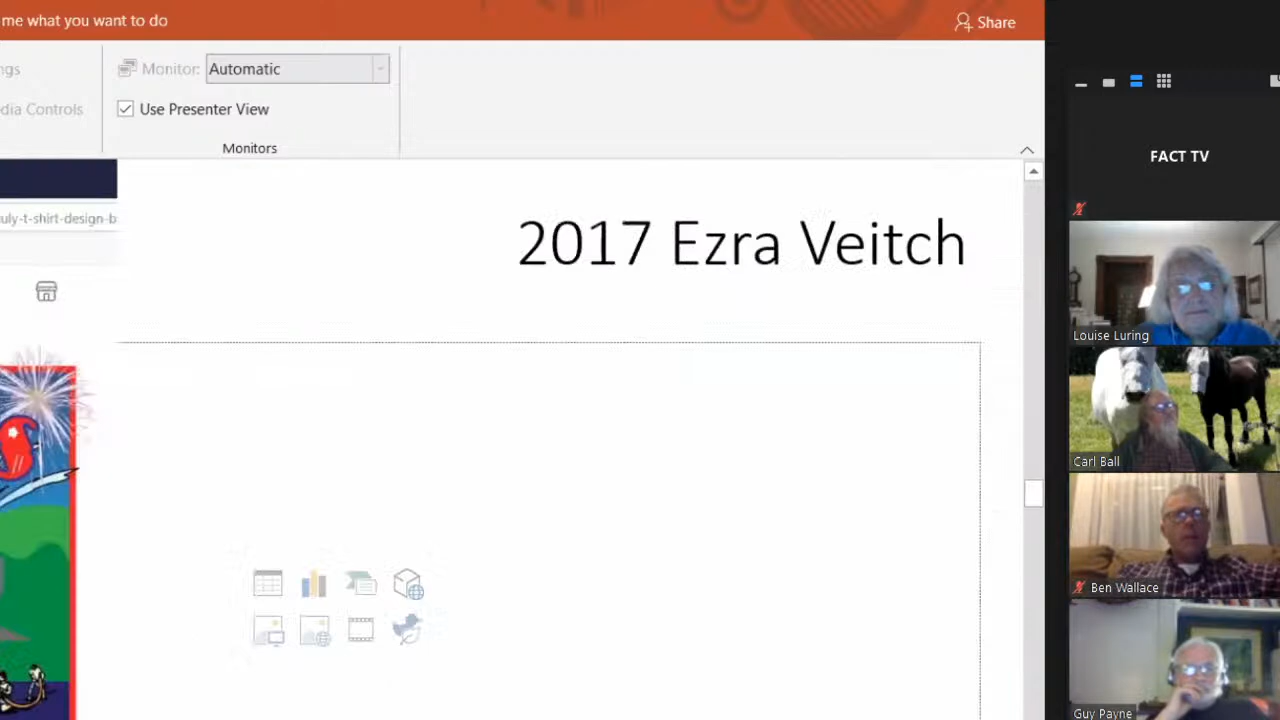 me what you want to do
Share
ngs
Monitor:
Automatic
dia Controls
Use Presenter View
Monitors
FACT TV
uly-t-shirt-design-b
2017 Ezra Veitch
Louise Luring
Carl Ball
Ben Wallace
Guy Payne